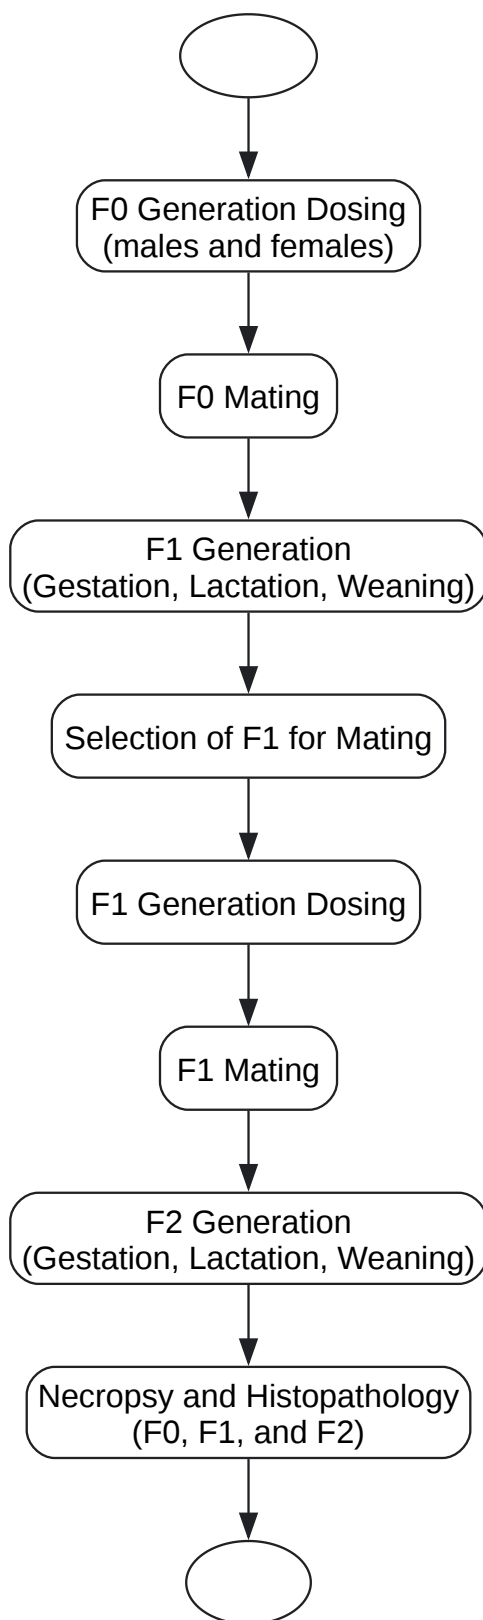 F0 Generation Dosing
(males and females)
F0 Mating
F1 Generation
(Gestation, Lactation, Weaning)
Selection of F1 for Mating
F1 Generation Dosing
F1 Mating
F2 Generation
(Gestation, Lactation, Weaning)
Necropsy and Histopathology
(F0, F1, and F2)